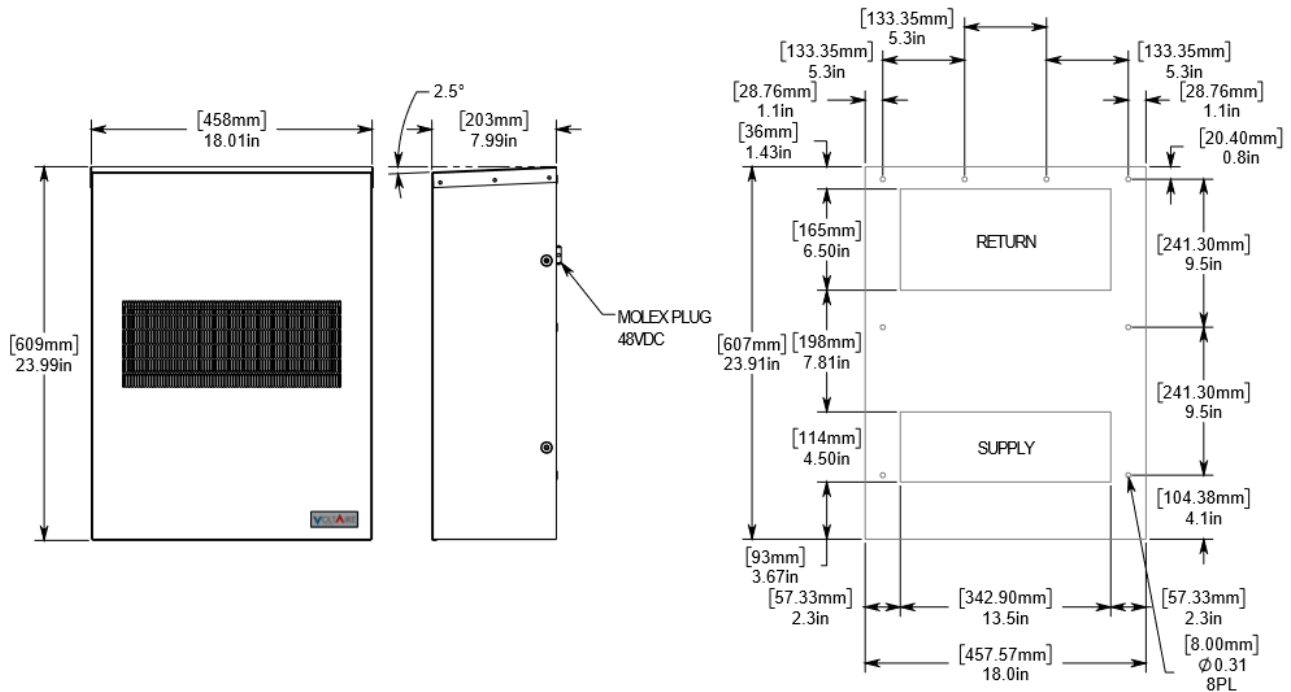 [458mm]
18.01in
[609mm]
23.99in
VOLTAIRE
2.5°
[203mm]
7.99in
MOLEX PLUG
48VDC
[133.35mm]
5.3in
[133.35mm]
5.3in
[133.35mm]
5.3in
[28.76mm]
1.1in
[28.76mm]
1.1in
[36mm]
1.43in
[20.40mm]
0.8in
[165mm]
6.50in
RETURN
[241.30mm]
9.5in
[607mm]
23.91in
[198mm]
7.81in
[241.30mm]
9.5in
[114mm]
4.50in
SUPPLY
[104.38mm]
4.1in
[93mm]
3.67in
[57.33mm]
2.3in
[342.90mm]
13.5in
[57.33mm]
2.3in
[457.57mm]
18.0in
[8.00mm]
∅0.31
8PL